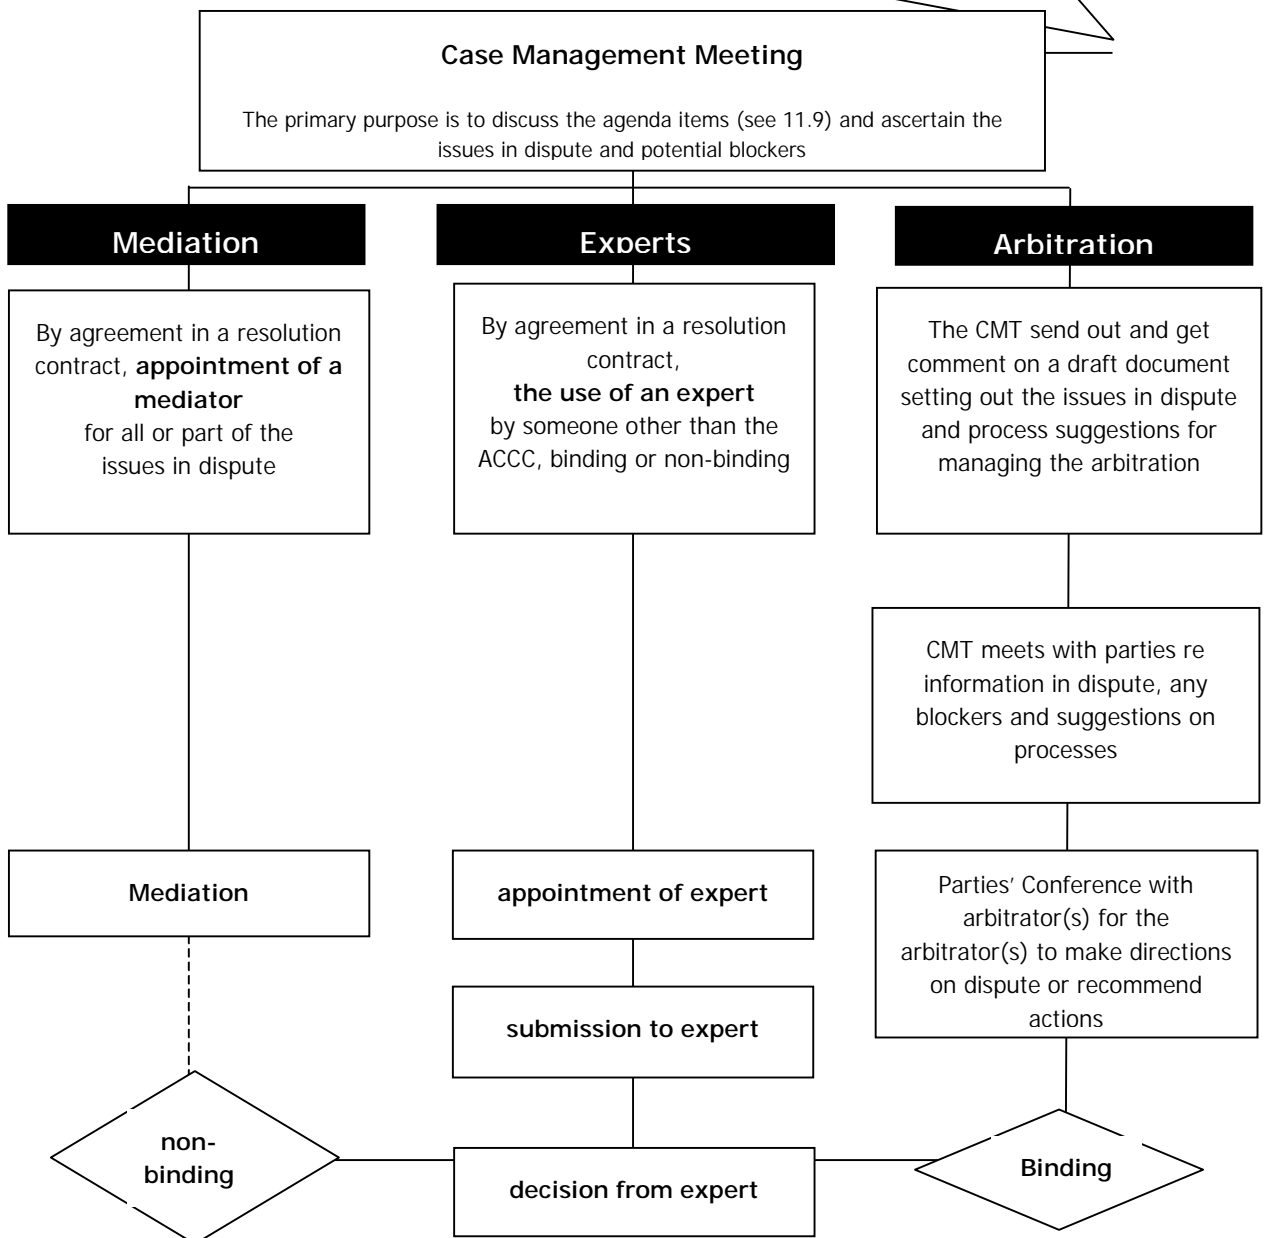 Case Management Meeting
The primary purpose is to discuss the agenda items (see 11.9) and ascertain the
issues in dispute and potential blockers
Mediation
Experts
Arbitration
By agreement in a resolution
contract, appointment of a
mediator
for all or part of the
issues in dispute
By agreement in a resolution
contract,
the use of an expert
by someone other than the
ACCC, binding or non-binding
The CMT send out and get
comment on a draft document
setting out the issues in dispute
and process suggestions for
managing the arbitration
CMT meets with parties re
information in dispute, any
blockers and suggestions on
processes
Mediation
appointment of expert
Parties’ Conference with
arbitrator(s) for the
arbitrator(s) to make directions
on dispute or recommend
actions
submission to expert
non-
binding
decision from expert
Binding